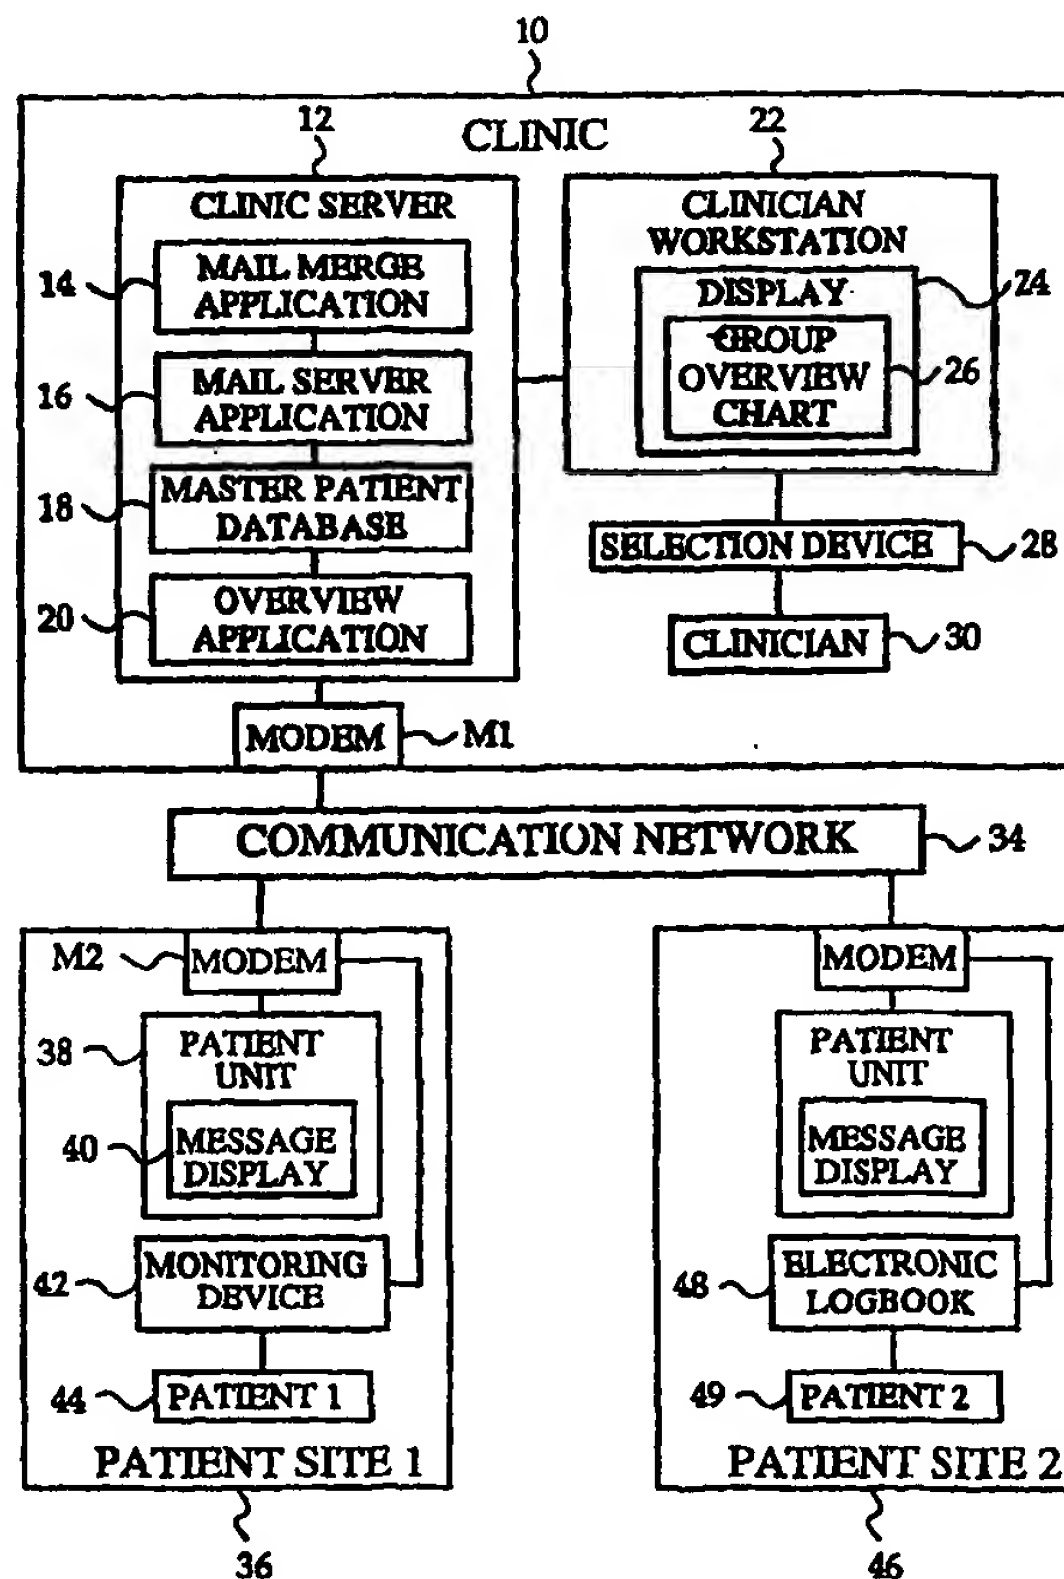 10
CLINIC
12
22
CLINIC SERVER
14
MAIL MERGE
APPLICATION
16
MAIL SERVER
APPLICATION
18
MASTER PATIENT
DATABASE
20
OVERVIEW
APPLICATION
CLINICIAN
WORKSTATION
DISPLAY
24
GROUP
OVERVIEW
CHART
26
SELECTION DEVICE
28
CLINICIAN
30
MODEM
M1
COMMUNICATION NETWORK
34
M2
MODEM
38
PATIENT
UNIT
40
MESSAGE
DISPLAY
42
MONITORING
DEVICE
44
PATIENT 1
PATIENT SITE 1
36
MODEM
PATIENT
UNIT
MESSAGE
DISPLAY
48
ELECTRONIC
LOGBOOK
49
PATIENT 2
PATIENT SITE 2
46